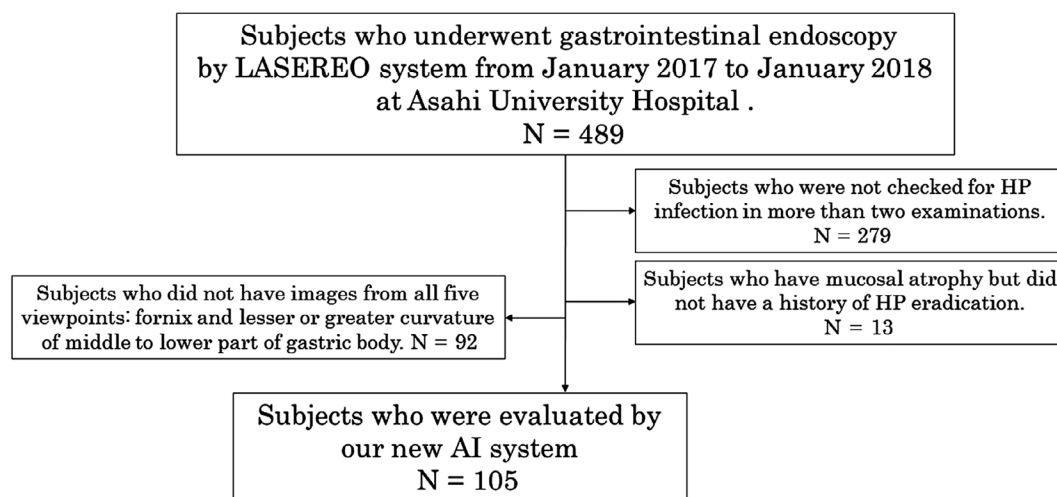 Subjects who underwent gastrointestinal endoscopy
by LASEREO system from January 2017 to January 2018
at Asahi University Hospital .
N = 489
Subjects who were not checked for HP
infection in more than two examinations.
N = 279
Subjects who have mucosal atrophy but did
not have a history of HP eradication.
N = 13
Subjects who did not have images from all five
viewpoints: fornix and lesser or greater curvature
of middle to lower part of gastric body. N = 92
Subjects who were evaluated by
our new AI system
N = 105